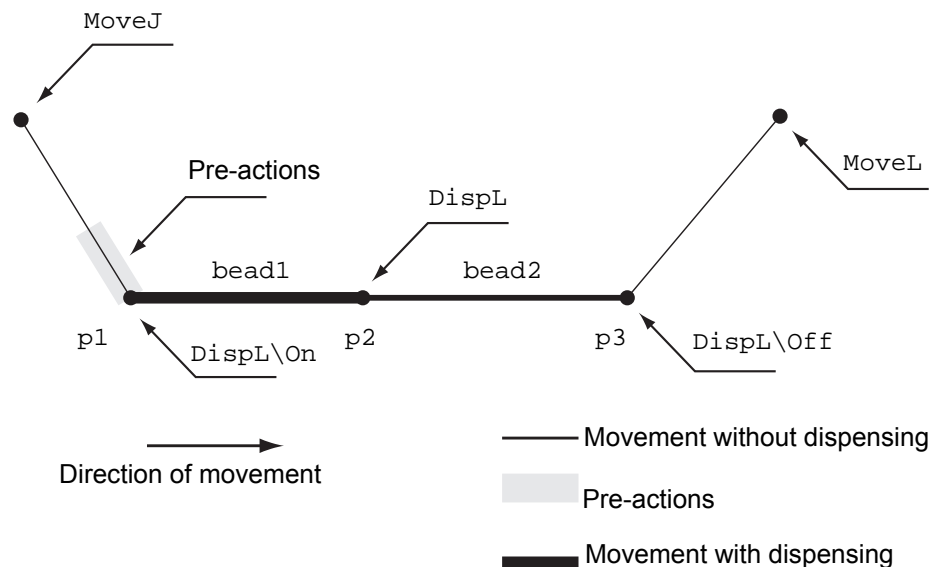 MoveJ
Pre-actions
DispL
MoveL
bead1
bead2
p1
DispL\On
p2
p3
DispL\Off
Direction of movement
Movement without dispensing
Pre-actions
Movement with dispensing